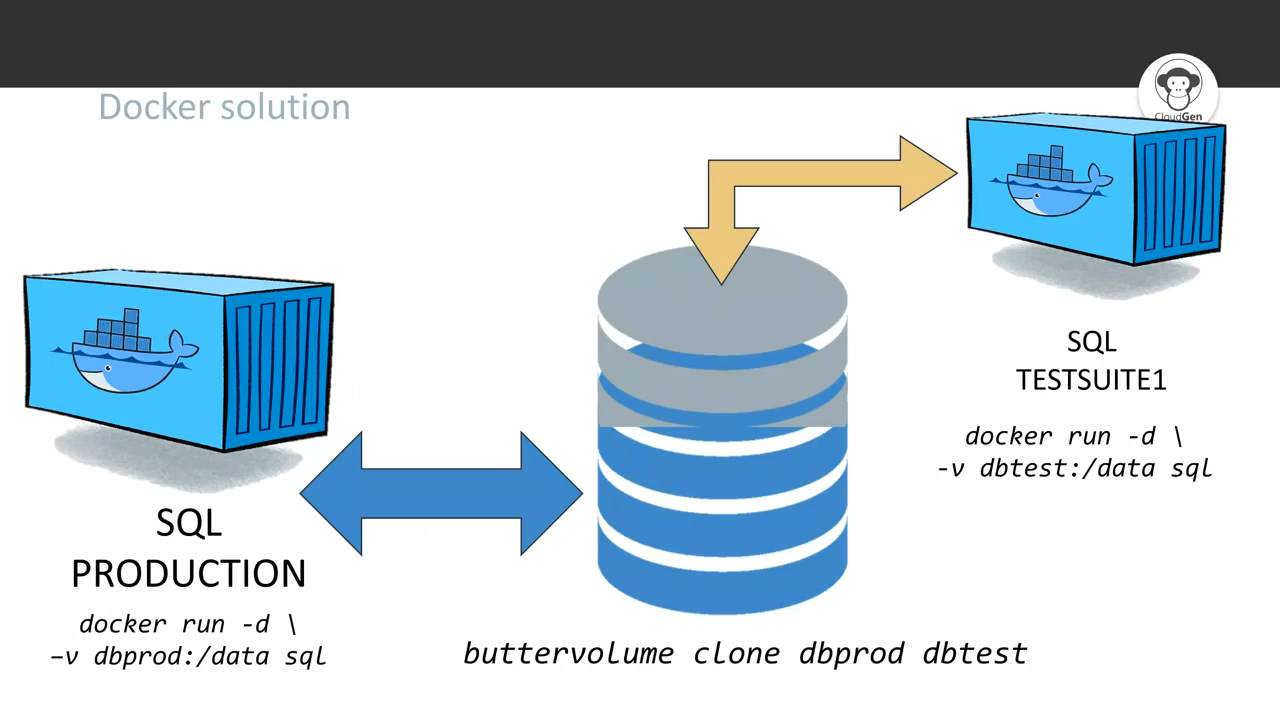 Docker solution
CloudGen
SQL
TESTSUITE1
docker run -d \
-v dbtest:/data sql
SQL
PRODUCTION
docker run -d \
–v dbprod:/data sql
buttervolume clone dbprod dbtest